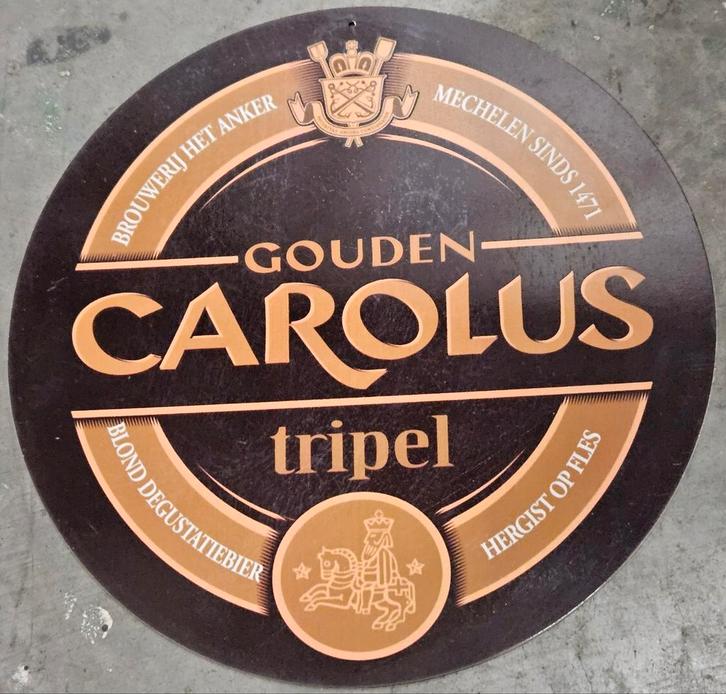 BROUWERIJ HET ANKER
MECHELEN SINDS 1471
GOUDEN
CAROLUS
tripel
BLOND DEGUSTATIEBIER
HERGIST OP FLES